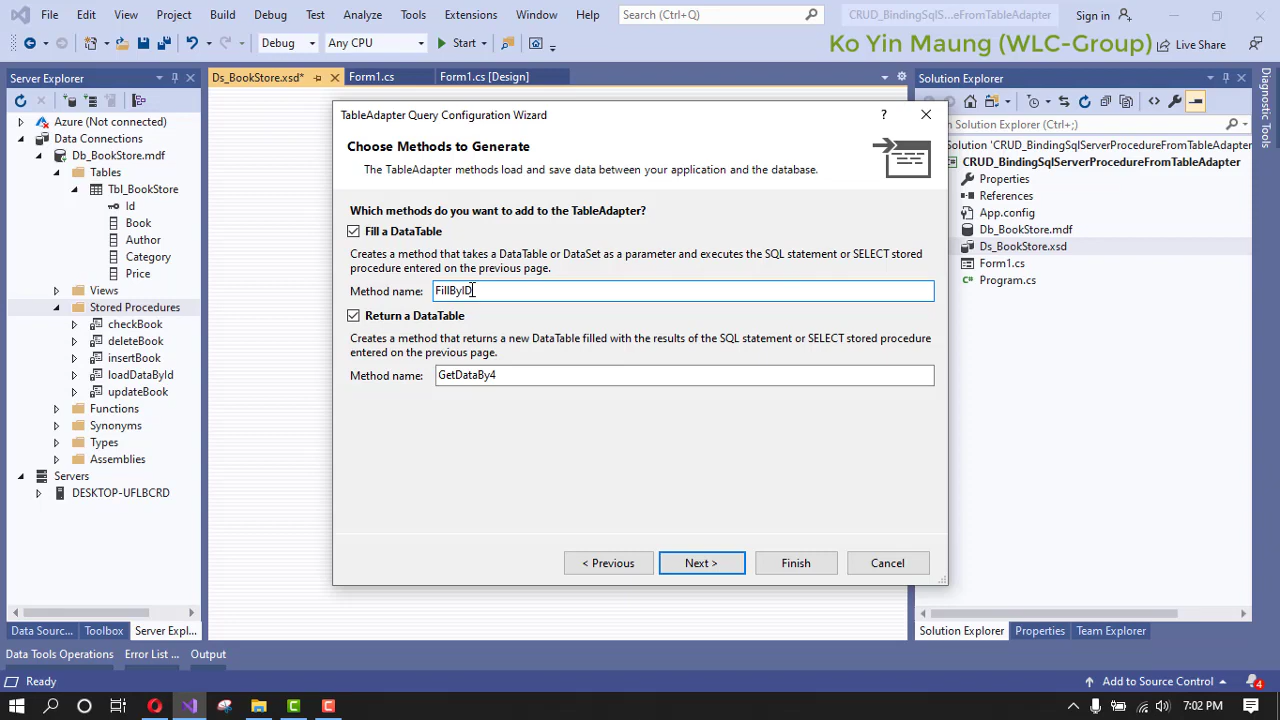 File Edit View Project Build Debug Test Analyze Tools Extensions Window Help Search (Ctrl+Q) CRUD_BindingSqlS...eFromTableAdapter Sign in
Debug Any CPU Start Live Share
Ko Yin Maung (WLC-Group)
Server Explorer
Azure (Not connected)
Data Connections
Db_BookStore.mdf
Tables
Tbl_BookStore
Id
Book
Author
Category
Price
Views
Stored Procedures
checkBook
deleteBook
insertBook
loadDataById
updateBook
Functions
Synonyms
Types
Assemblies
Servers
DESKTOP-UFLBCRD
Data Sourc... Toolbox Server Expl...
Ds_BookStore.xsd* Form1.cs Form1.cs [Design]
TableAdapter Query Configuration Wizard ?
Choose Methods to Generate
The TableAdapter methods load and save data between your application and the database.
Which methods do you want to add to the TableAdapter?
Fill a DataTable
Creates a method that takes a DataTable or DataSet as a parameter and executes the SQL statement or SELECT stored
procedure entered on the previous page.
Method name: FillByID
Return a DataTable
Creates a method that returns a new DataTable filled with the results of the SQL statement or SELECT stored procedure
entered on the previous page.
Method name: GetDataBy4
< Previous Next > Finish Cancel
Solution Explorer
Solution Explorer (Ctrl+;)
Solution 'CRUD_BindingSqlServerProcedureFromTableAdapter'
CRUD_BindingSqlServerProcedureFromTableAdapter
Properties
References
App.config
Db_BookStore.mdf
Ds_BookStore.xsd
Form1.cs
Program.cs
Solution Explorer Properties Team Explorer
Diagnostic Tools
Data Tools Operations Error List ... Output
Ready Add to Source Control 4
7:02 PM